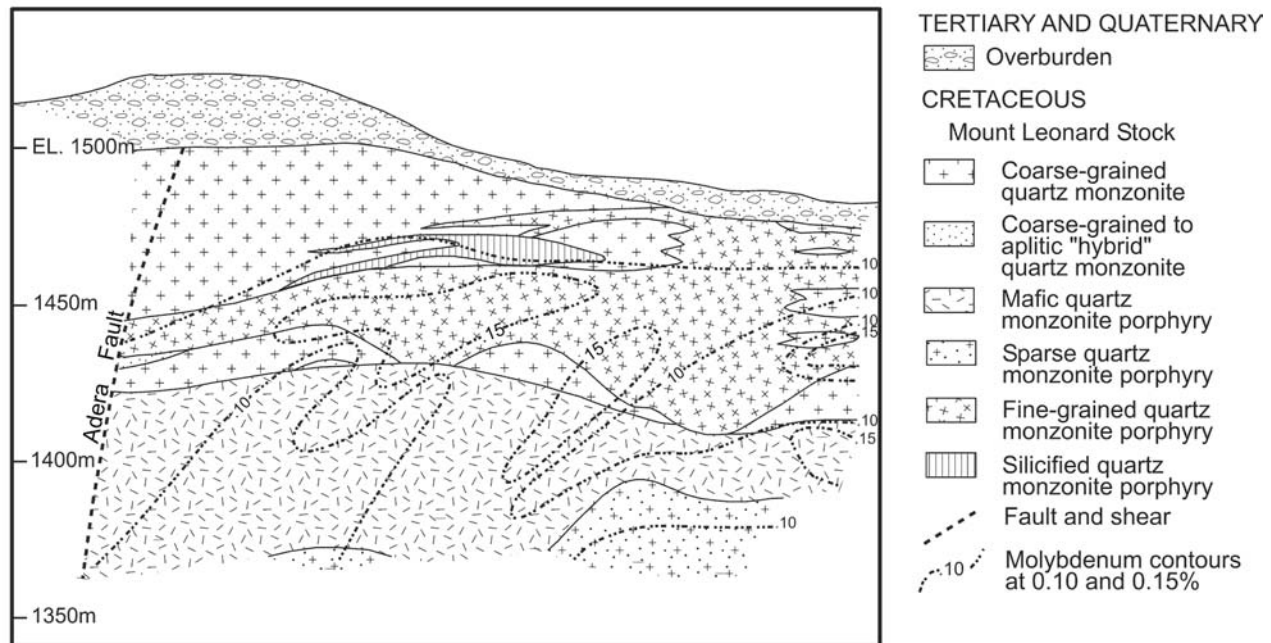 EL. 1500m
1450m
1400m
1350m
Adera Fault
10
15
15
10
10
10
10
15
10
15
10
TERTIARY AND QUATERNARY
Overburden
CRETACEOUS
Mount Leonard Stock
Coarse-grained
quartz monzonite
Coarse-grained to
aplitic "hybrid"
quartz monzonite
Mafic quartz
monzonite porphyry
Sparse quartz
monzonite porphyry
Fine-grained quartz
monzonite porphyry
Silicified quartz
monzonite porphyry
Fault and shear
.10
Molybdenum contours
at 0.10 and 0.15%